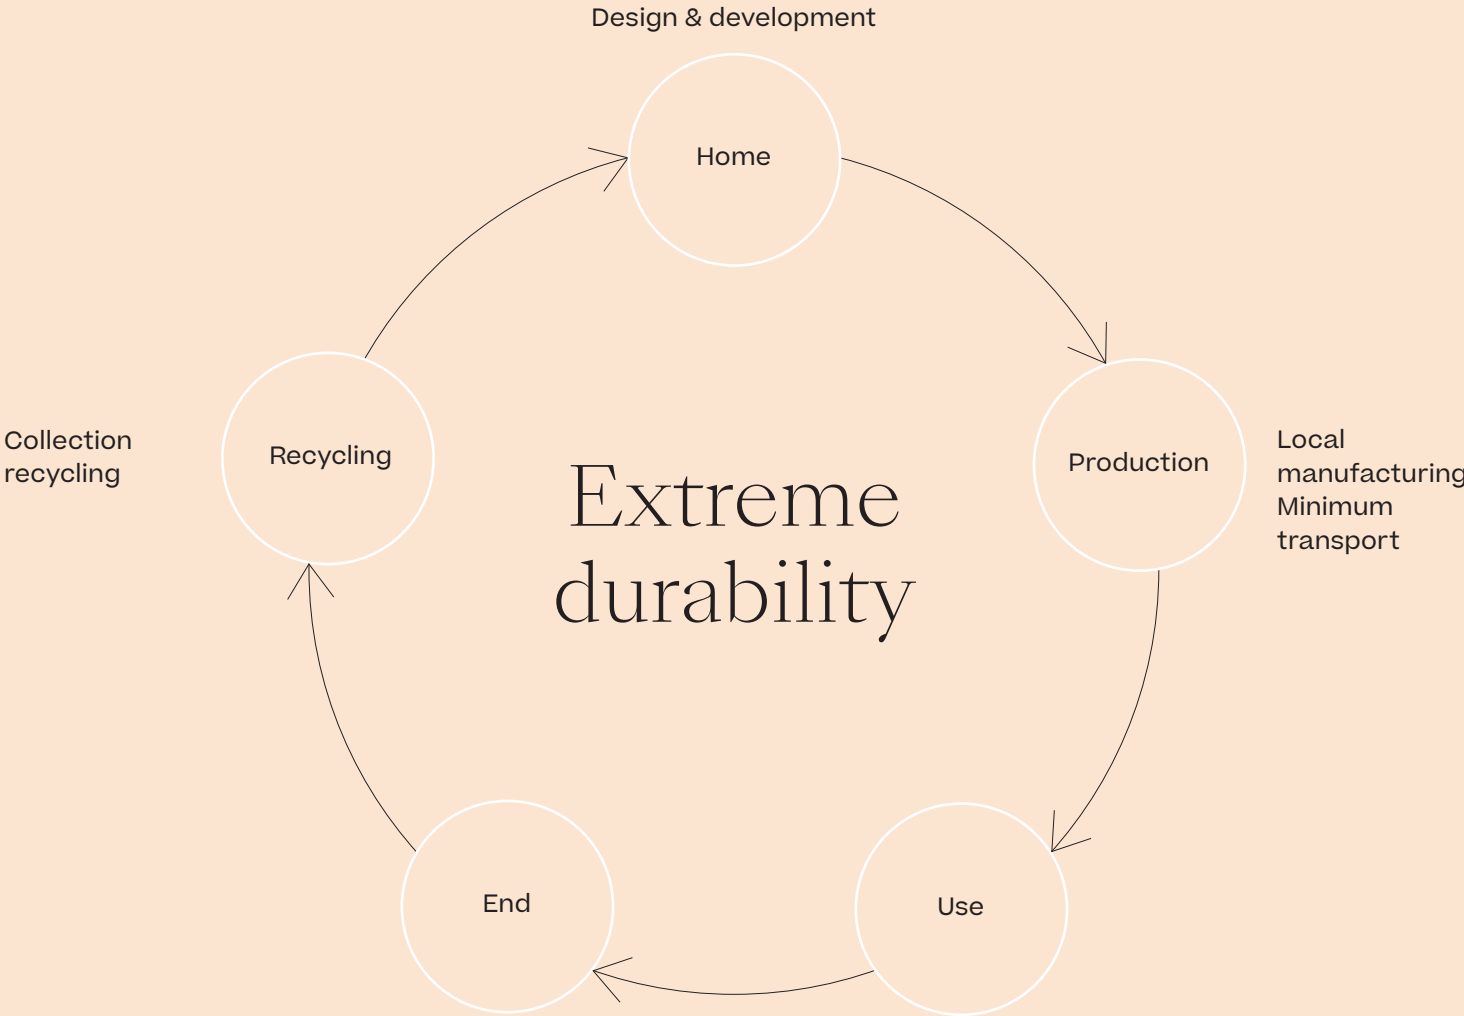 Design & development
Home
Production
Local
manufacturing
Minimum
transport
Use
End
Recycling
Collection
recycling
Extreme
durability